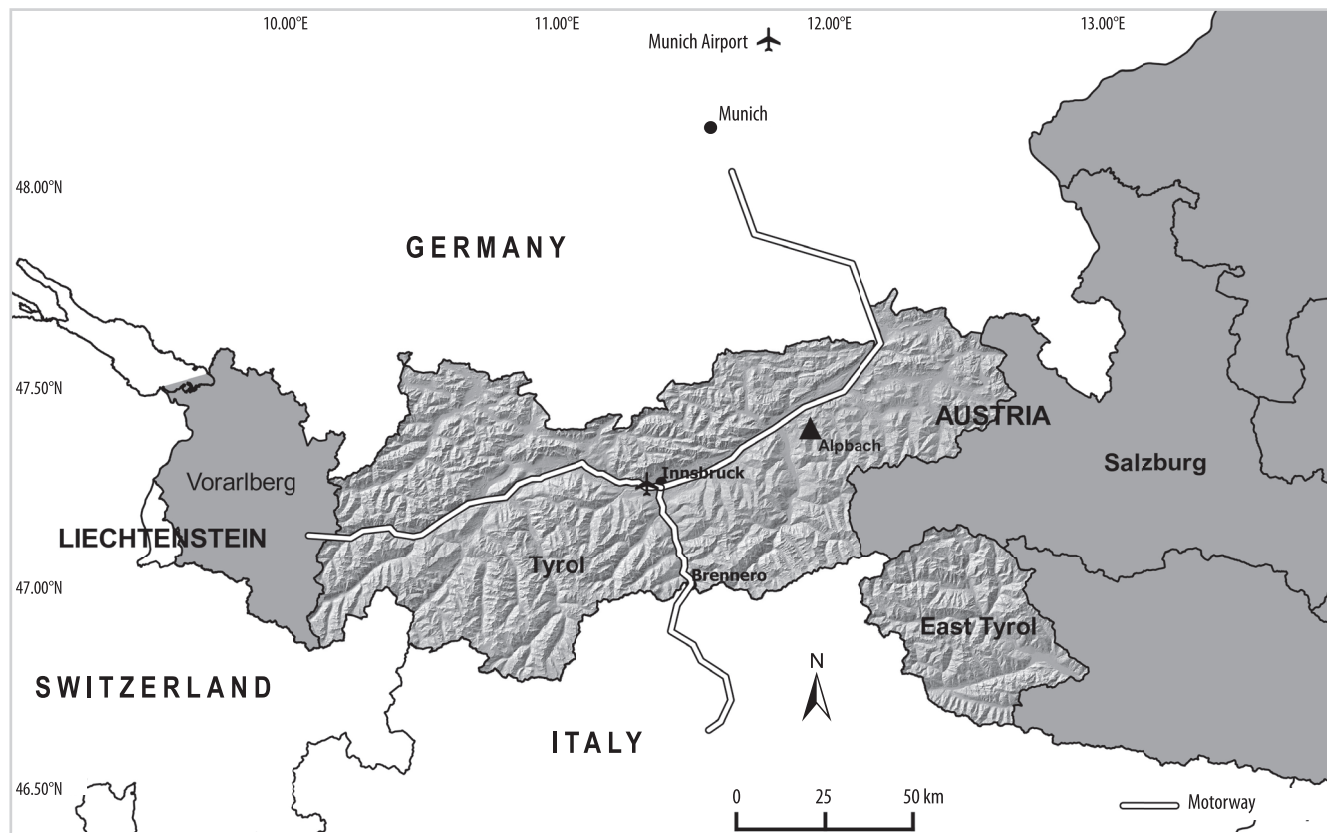 10.00°E
11.00°E
12.00°E
13.00°E
Munich Airport
Munich
48.00°N
GERMANY
47.50°N
AUSTRIA
Alpbach
Salzburg
Innsbruck
Vorarlberg
LIECHTENSTEIN
Tyrol
Brennero
47.00°N
East Tyrol
N
SWITZERLAND
ITALY
46.50°N
0 25 50 km
Motorway